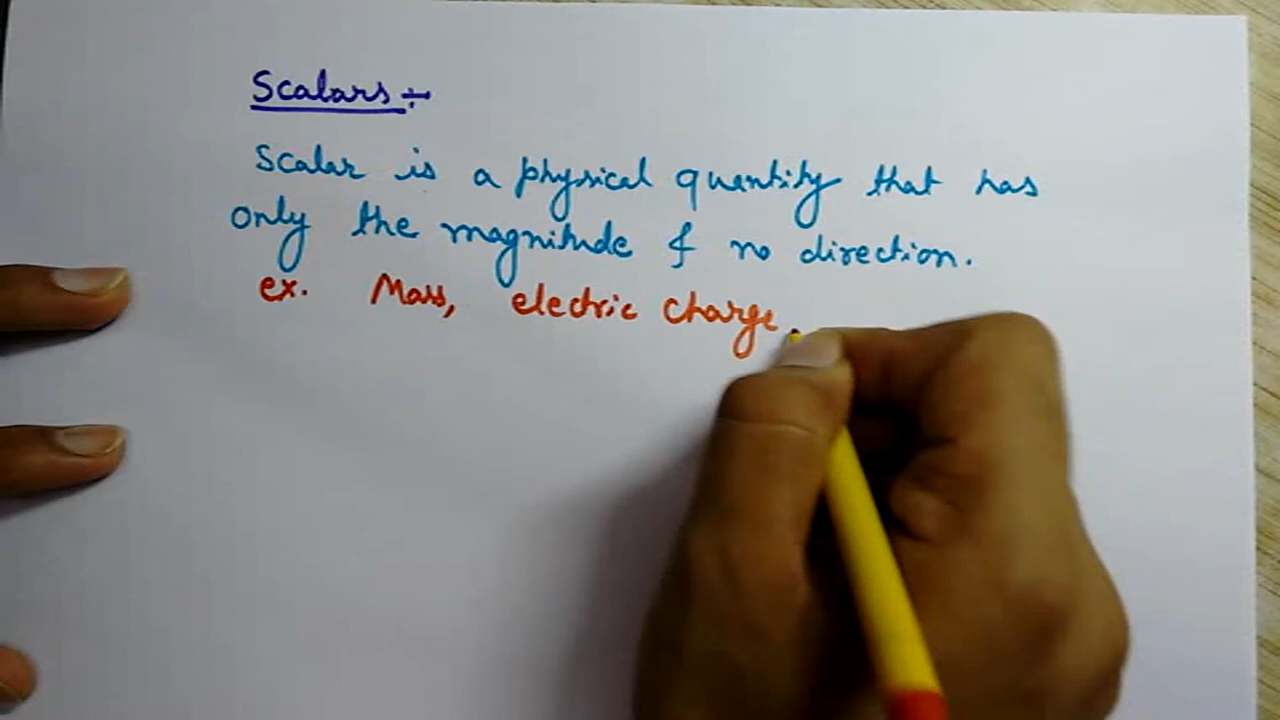 Scalars :-
Scalar is a physical quantity that has
only the magnitude & no direction.
ex. Mass, electric charge,